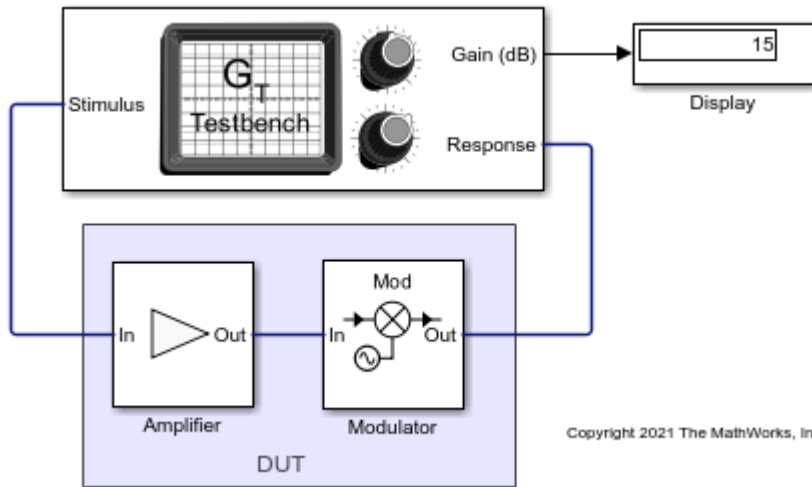 Stimulus
G_T
Testbench
Gain (dB)
Response
15
Display
In
Out
Amplifier
Mod
In
Out
Modulator
DUT
Copyright 2021 The MathWorks, In